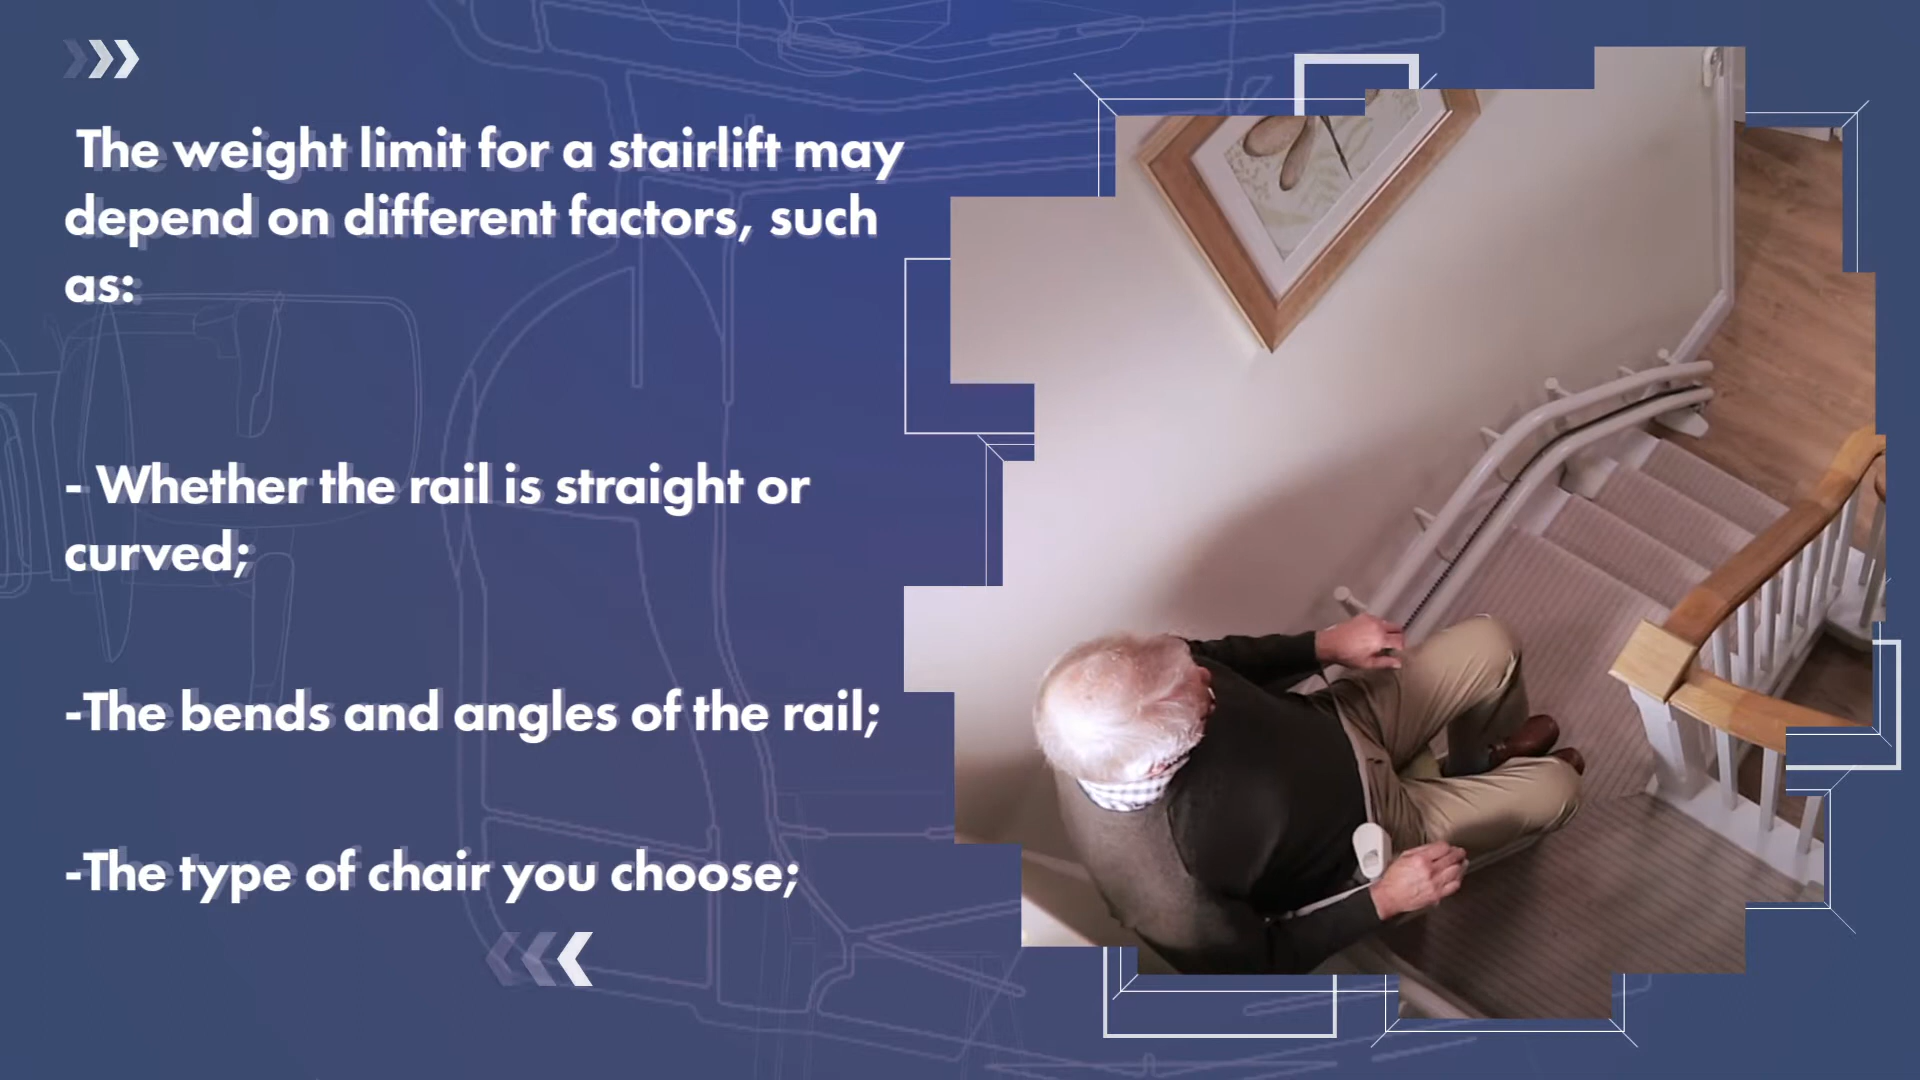 The weight limit for a stairlift may
depend on different factors, such
as:
- Whether the rail is straight or
curved;
-The bends and angles of the rail;
-The type of chair you choose;